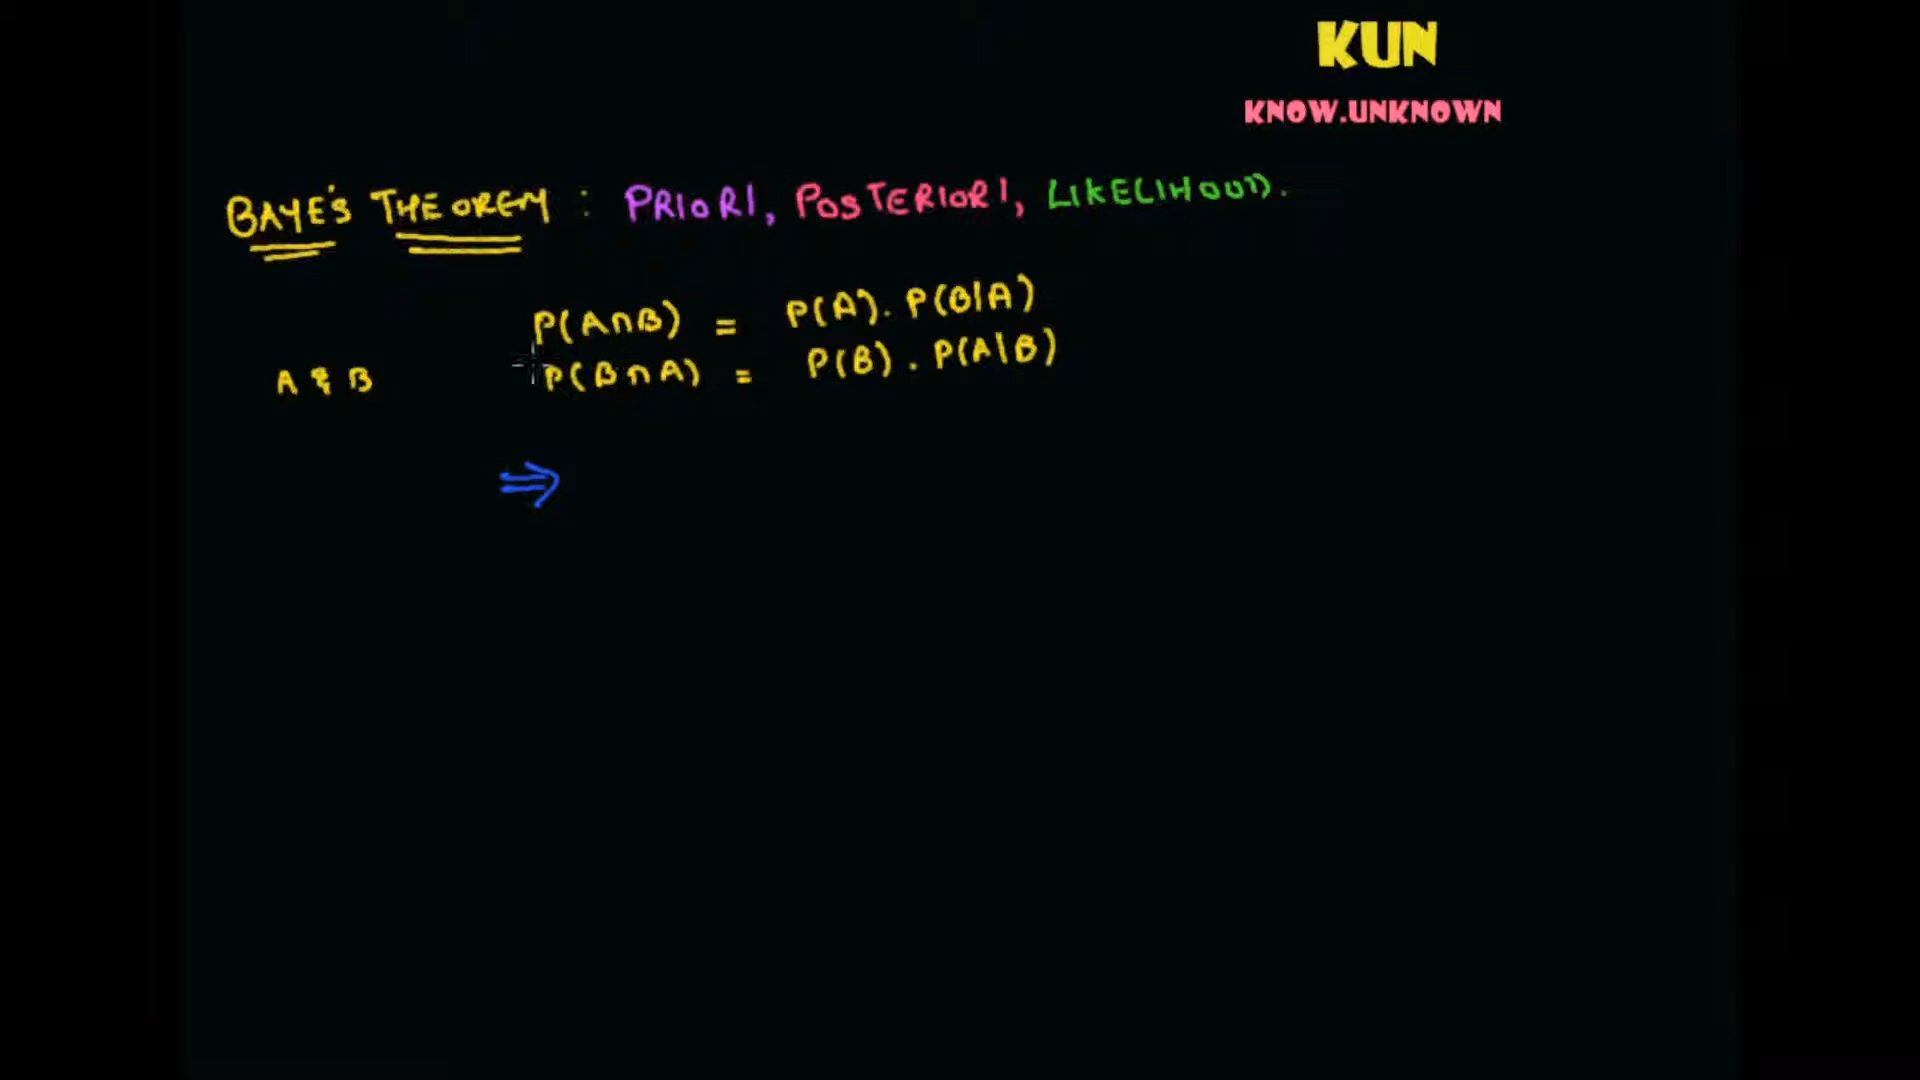 KUN
KNOW.UNKNOWN
BAYE'S THEOREM : PRIORI, POSTERIORI, LIKELIHOOD.
P(A∩B) = P(A). P(B|A)
A & B
P(B∩A) = P(B) . P(A|B)
⇒